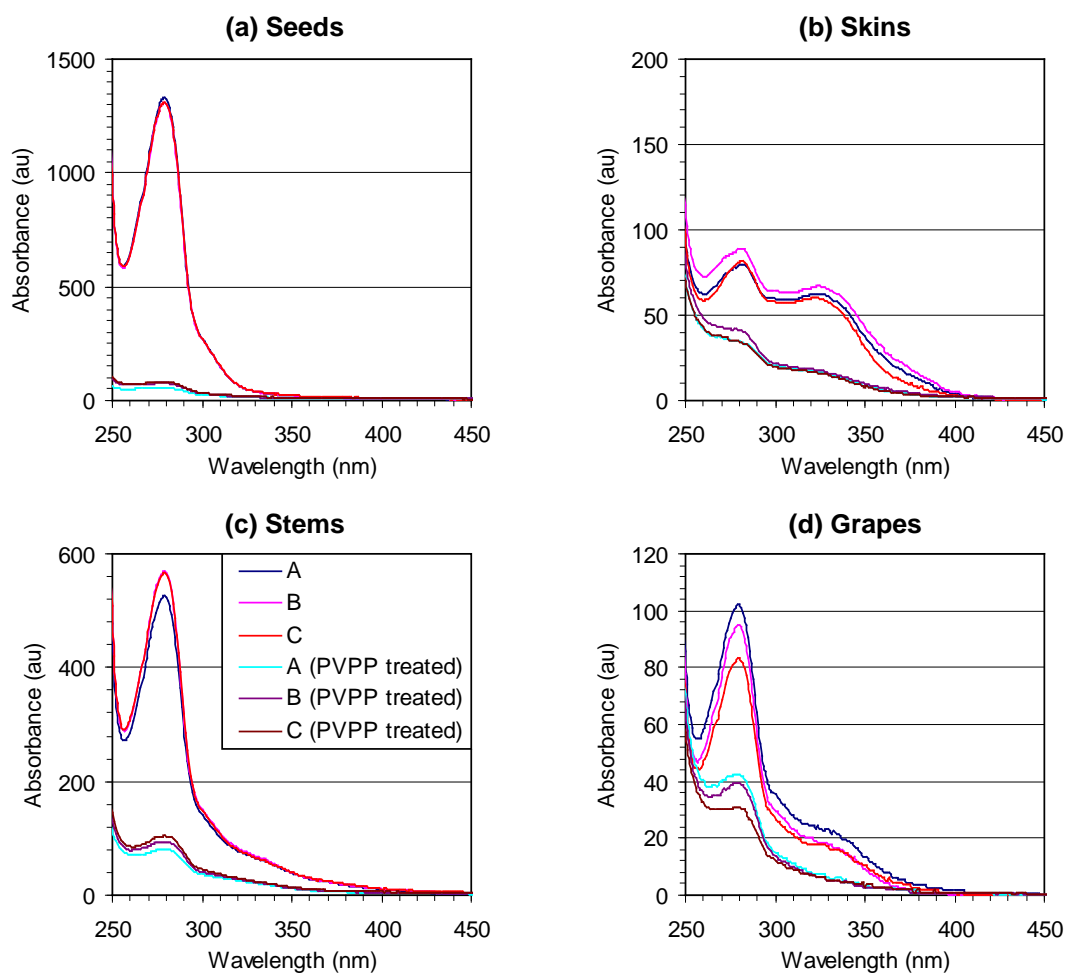 (a) Seeds
1500
1000
500
0
250 300 350 400 450
Absorbance (au)
Wavelength (nm)
(b) Skins
200
150
100
50
0
250 300 350 400 450
Absorbance (au)
Wavelength (nm)
(c) Stems
600
400
200
0
250 300 350 400 450
Absorbance (au)
Wavelength (nm)
A
B
C
A (PVPP treated)
B (PVPP treated)
C (PVPP treated)
(d) Grapes
120
100
80
60
40
20
0
250 300 350 400 450
Absorbance (au)
Wavelength (nm)